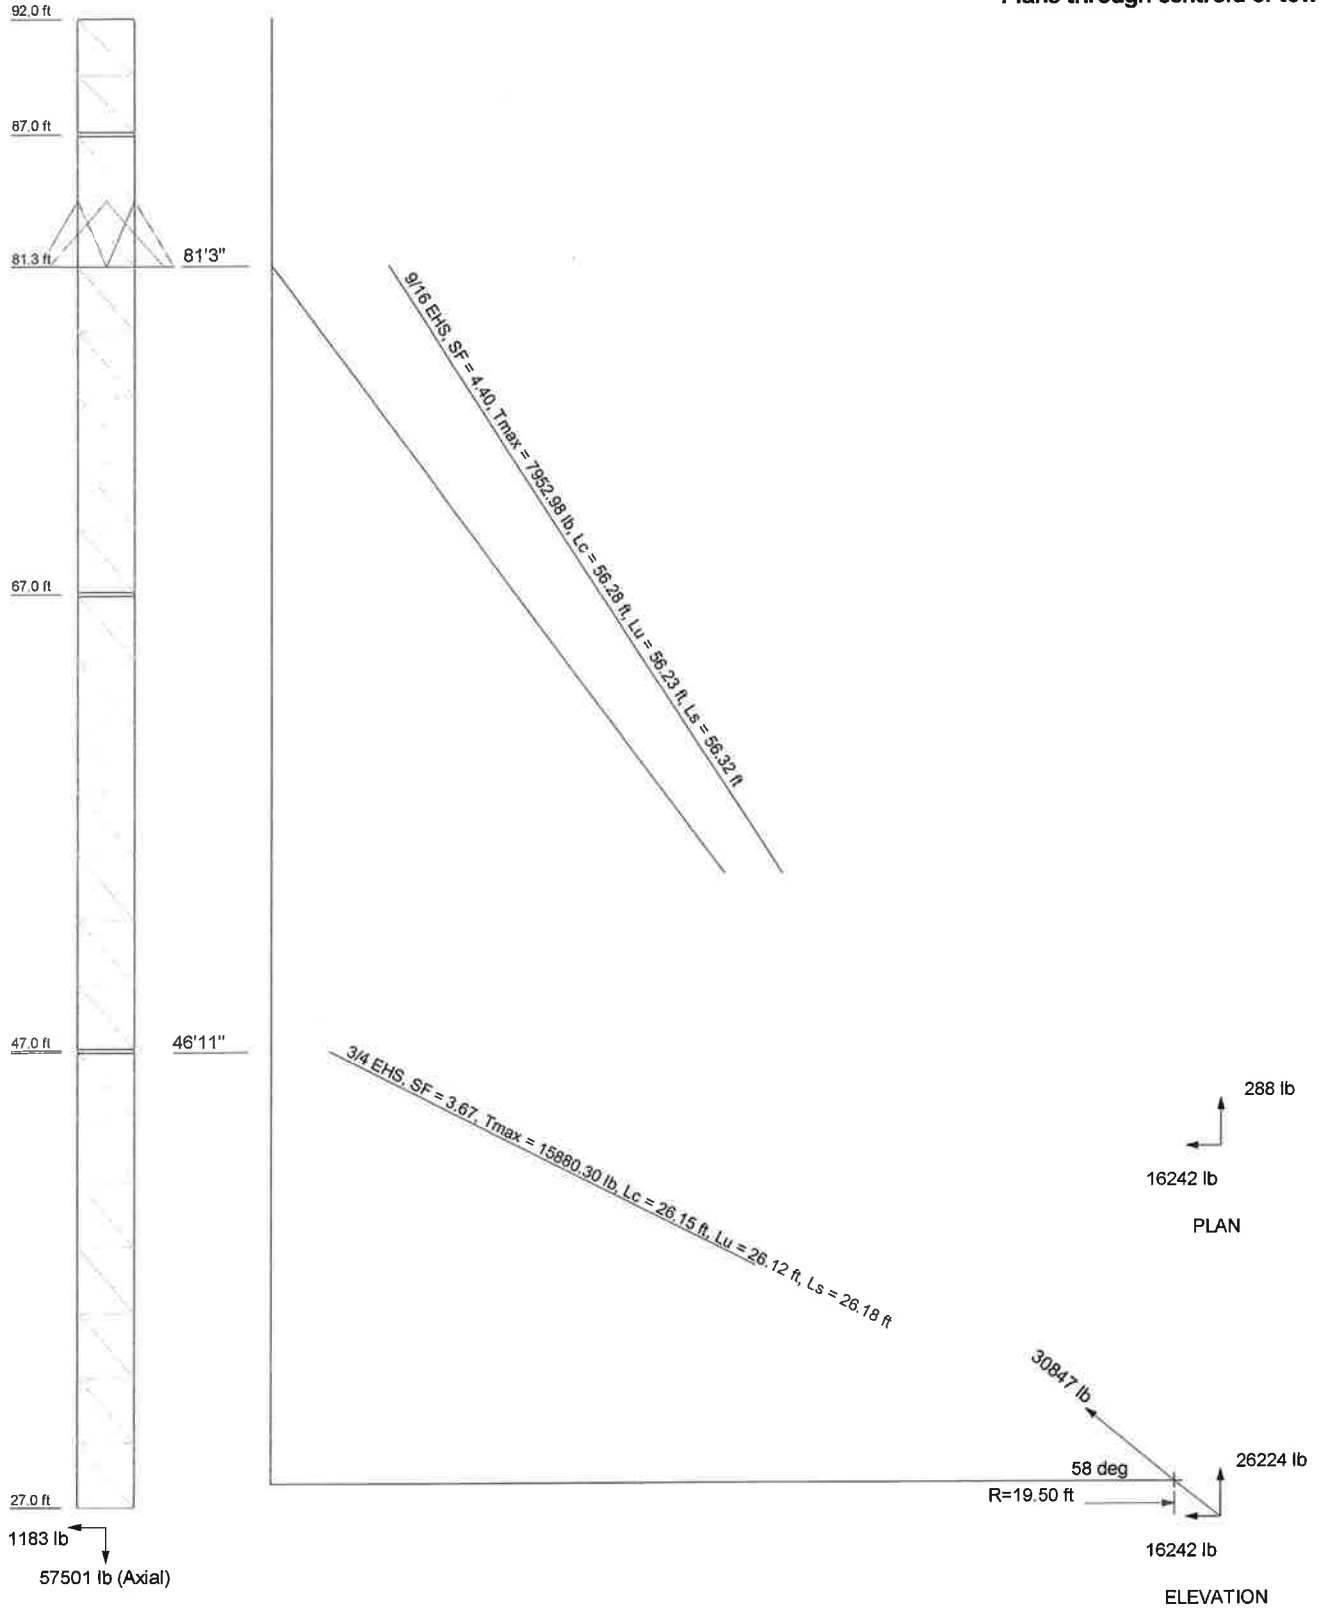 Plans through centroid of tow
92.0 ft
87.0 ft
81.3 ft
81'3"
9/16 EHS, SF = 4.40, Tmax = 7952.98 lb, Lc = 56.28 ft, Lu = 56.23 ft, Ls = 56.32 ft
67.0 ft
47.0 ft
46'11"
3/4 EHS, SF = 3.67, Tmax = 15880.30 lb, Lc = 26.15 ft, Lu = 26.12 ft, Ls = 26.18 ft
288 lb
16242 lb
PLAN
30847 lb
58 deg
26224 lb
R=19.50 ft
27.0 ft
1183 lb
16242 lb
57501 lb (Axial)
ELEVATION